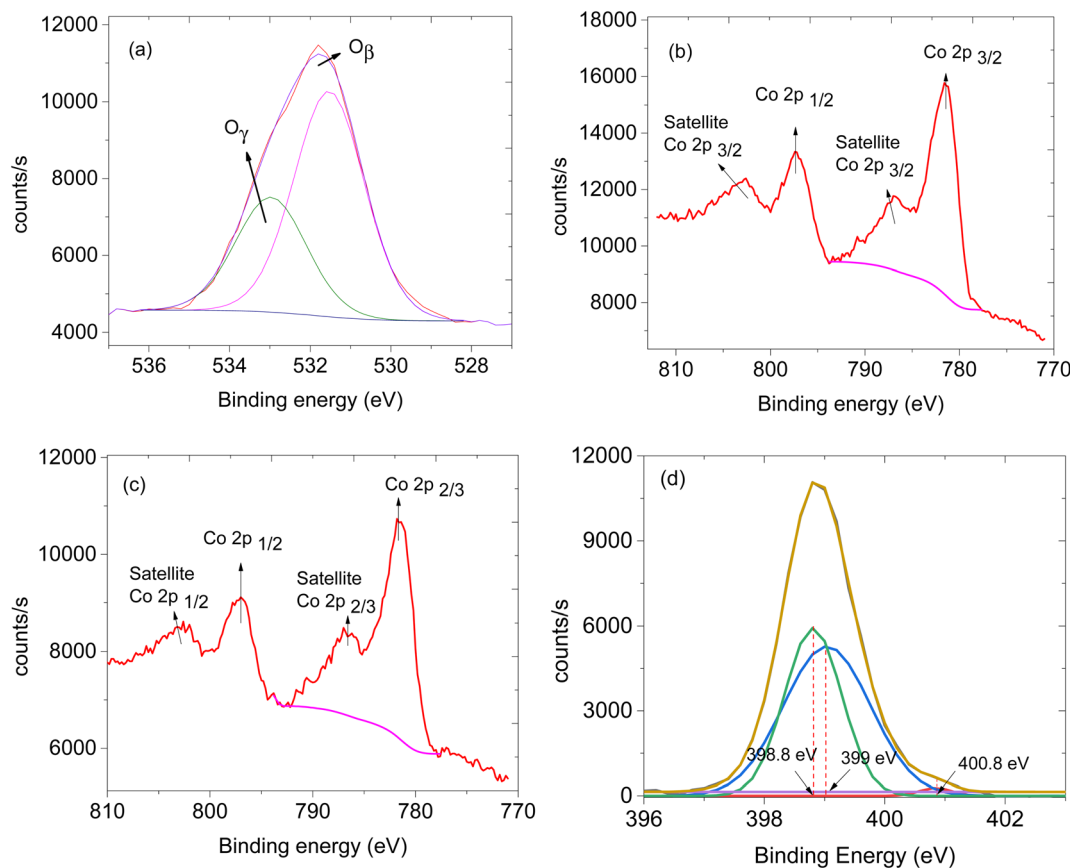 (a)
O β
O γ
12000
10000
8000
6000
4000
counts/s
536
534
532
530
528
Binding energy (eV)
(b)
Co 2p 3/2
Co 2p 1/2
Satellite
Co 2p 3/2
Satellite
Co 2p 3/2
18000
16000
14000
12000
10000
8000
counts/s
810
800
790
780
770
Binding energy (eV)
(c)
Co 2p 2/3
Co 2p 1/2
Satellite
Co 2p 1/2
Satellite
Co 2p 2/3
12000
10000
8000
6000
counts/s
810
800
790
780
770
Binding energy (eV)
(d)
12000
9000
6000
3000
0
counts/s
398.8 eV
399 eV
400.8 eV
396
398
400
402
Binding Energy (eV)